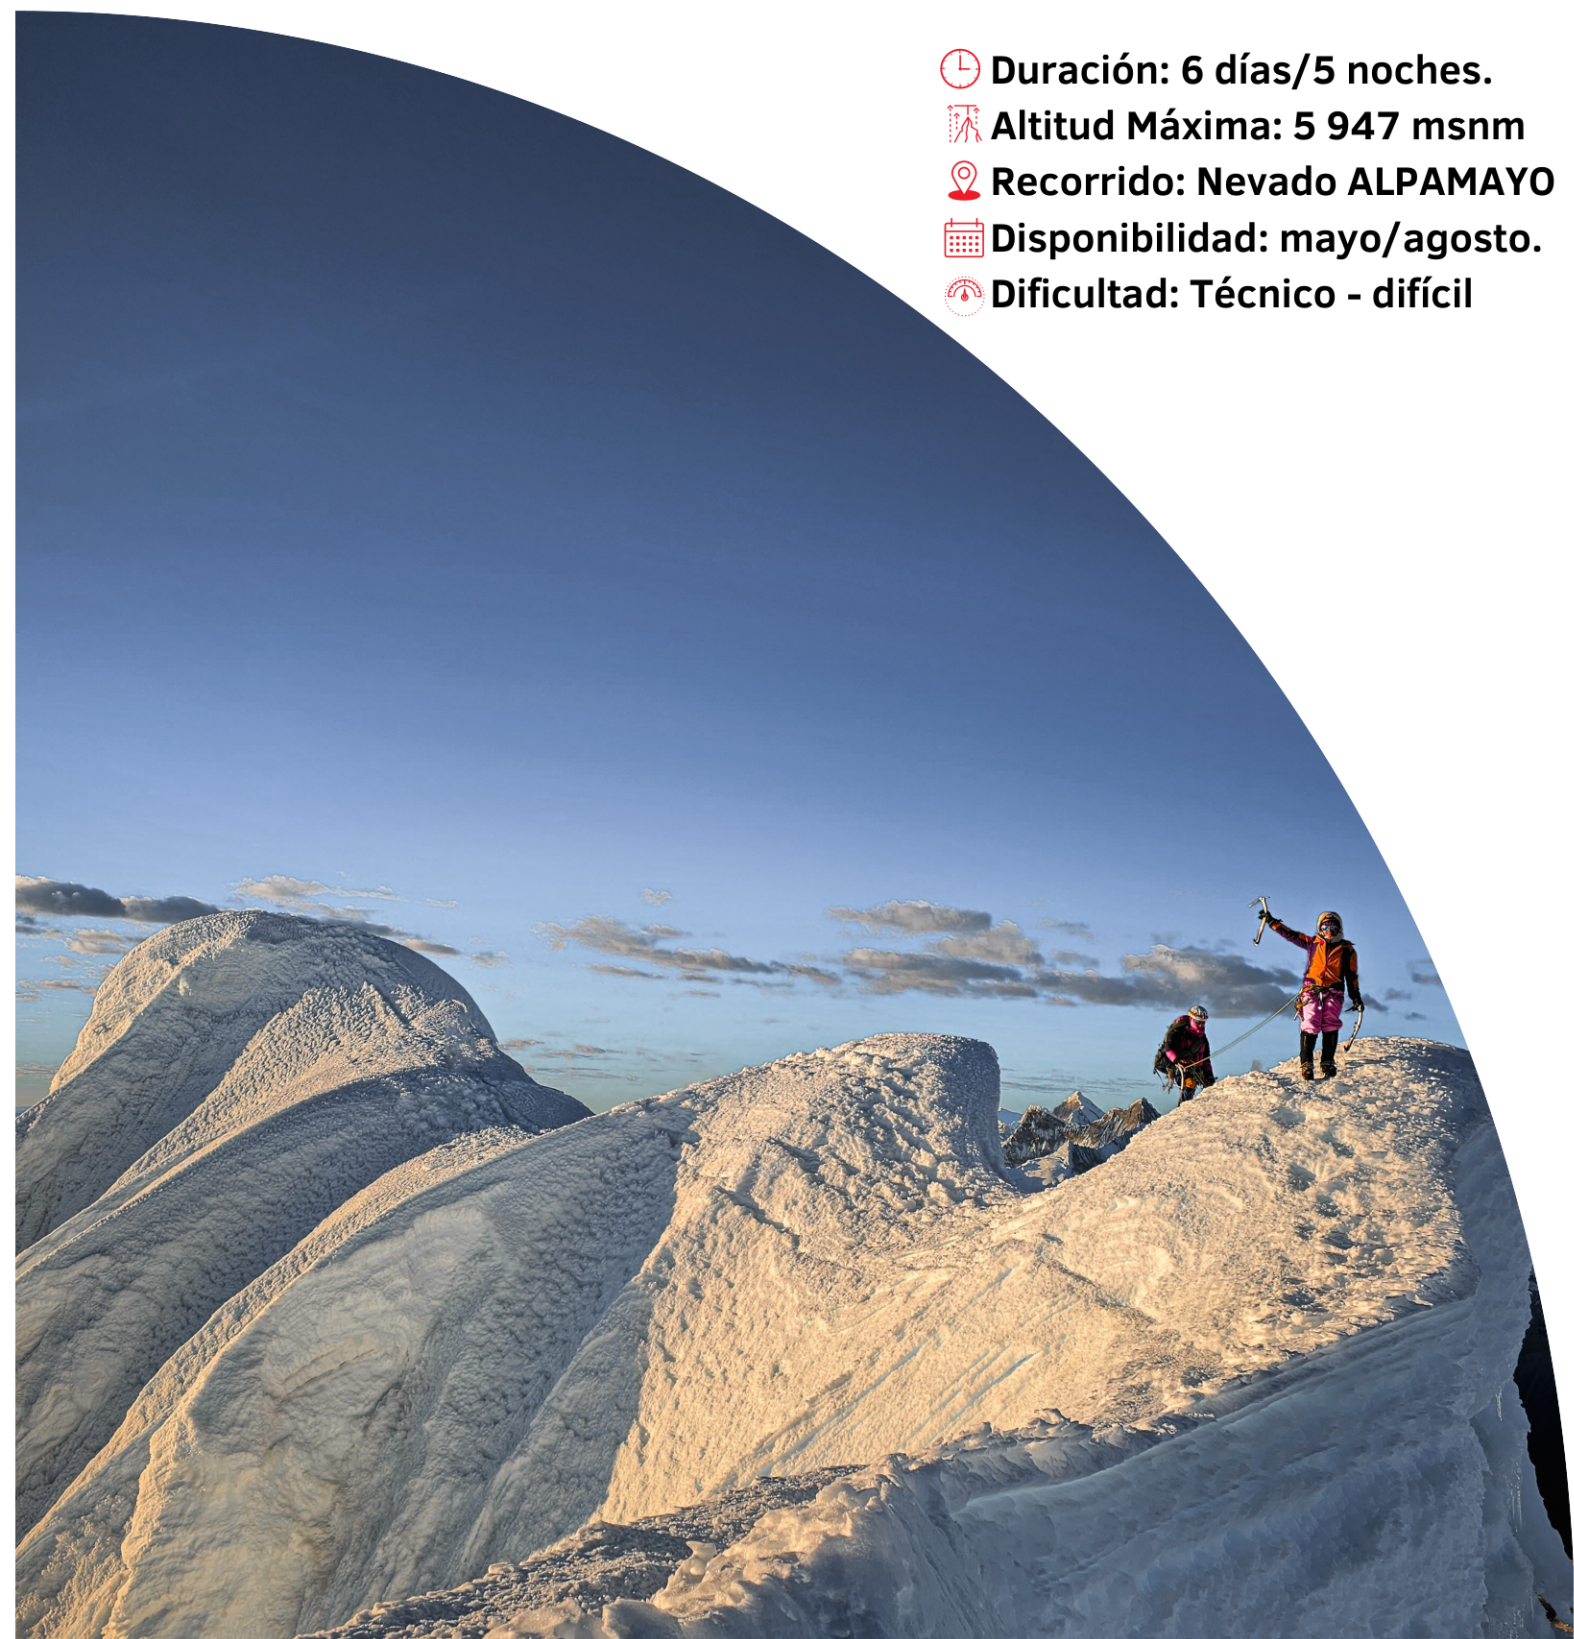 Duración: 6 días/5 noches.
Altitud Máxima: 5 947 msnm
Recorrido: Nevado ALPAMAYO
Disponibilidad: mayo/agosto.
Dificultad: Técnico - difícil